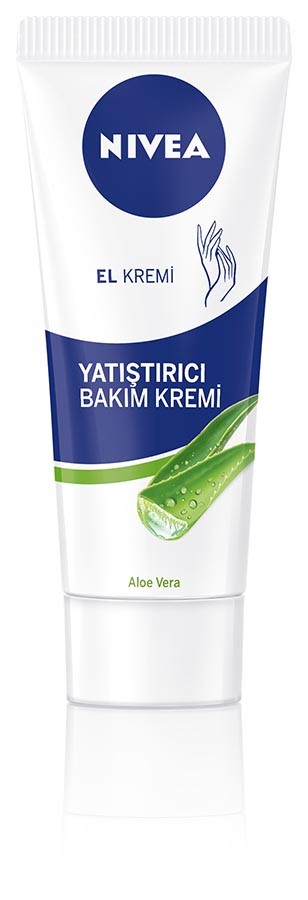 NIVEA
EL KREMİ
YATIŞTIRICI
BAKIM KREMİ
Aloe Vera